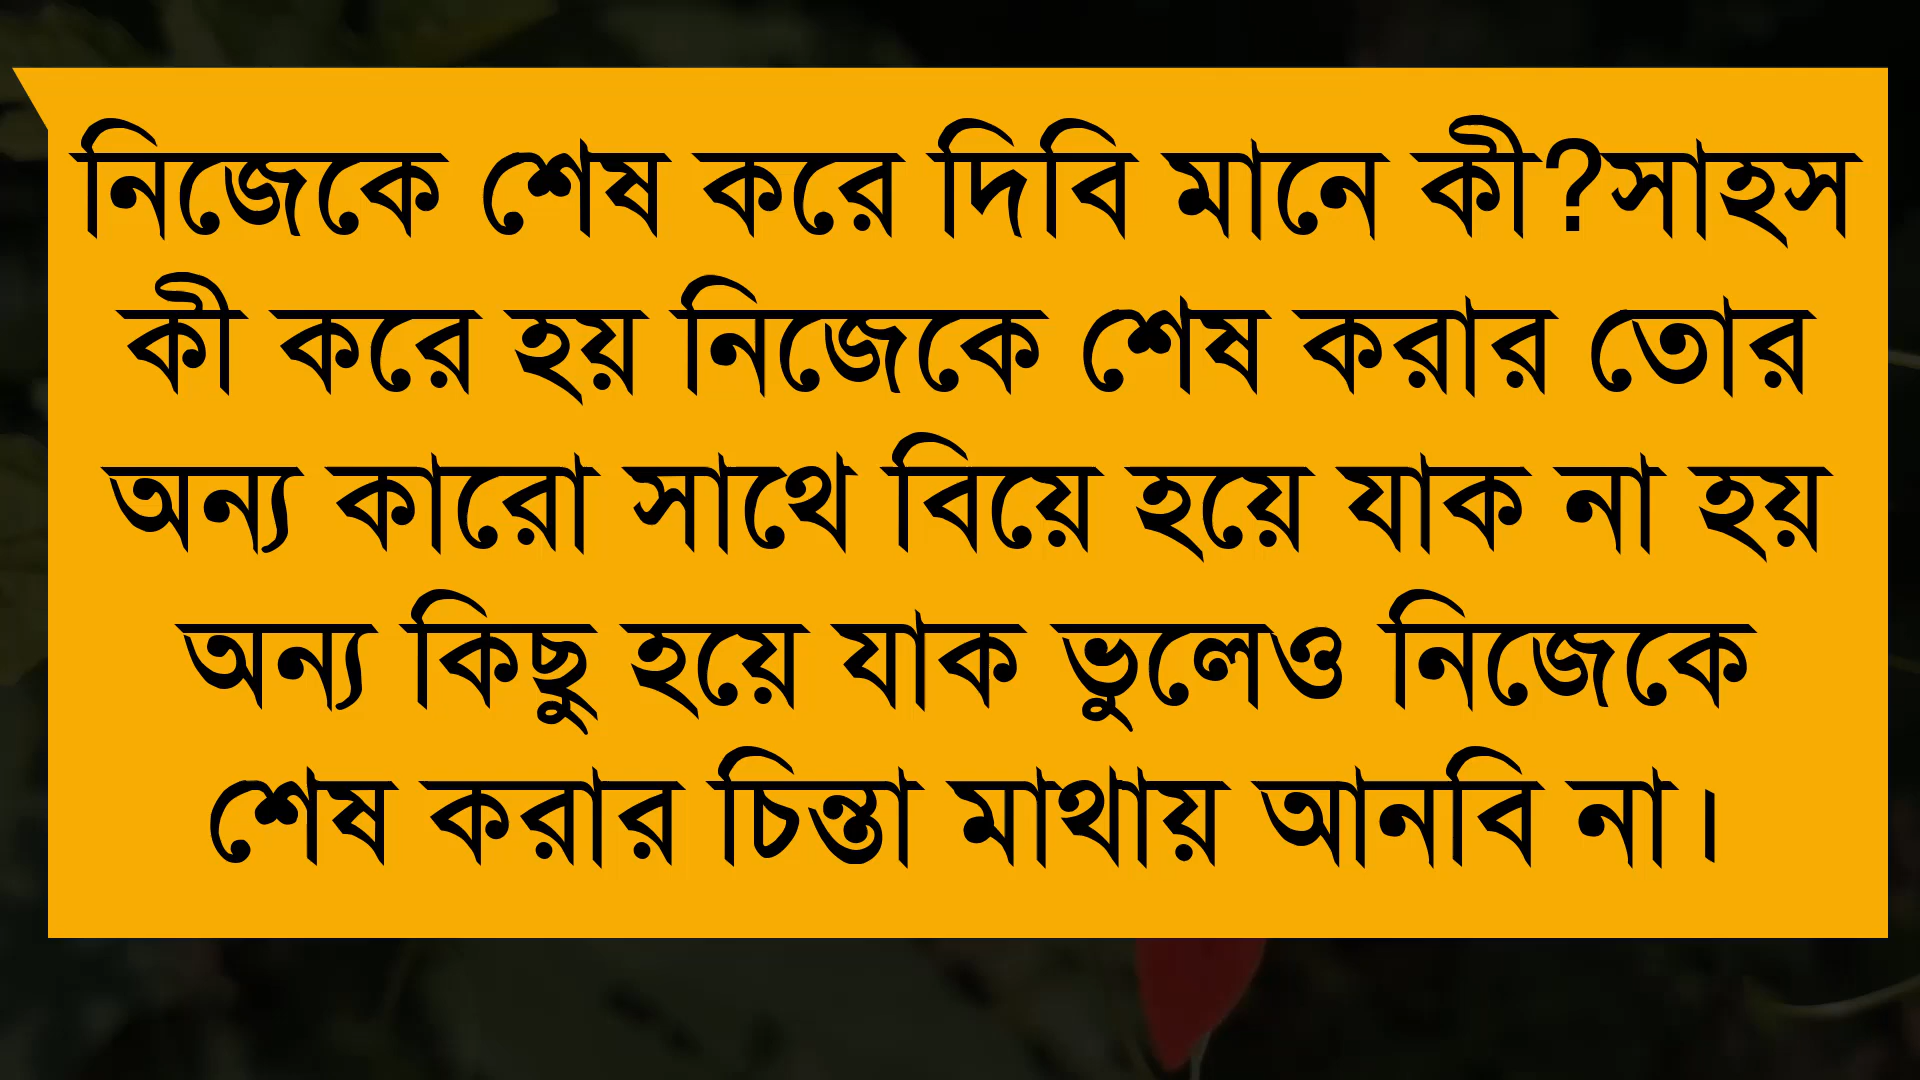 নিজেকে শেষ করে দিবি মানে কী?সাহস
কী করে হয় নিজেকে শেষ করার তোর
অন্য কারো সাথে বিয়ে হয়ে যাক না হয়
অন্য কিছু হয়ে যাক ভুলেও নিজেকে
শেষ করার চিন্তা মাথায় আনবি না।